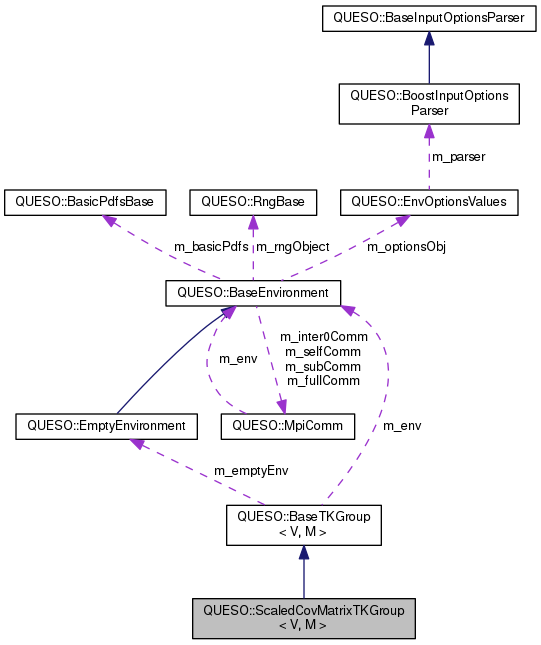 QUESO::BaseInputOptionsParser
QUESO::BoostInputOptions
Parser
m_parser
QUESO::BasicPdfsBase
QUESO::RngBase
QUESO::EnvOptionsValues
m_basicPdfs
m_rngObject
m_optionsObj
QUESO::BaseEnvironment
m_inter0Comm
m_selfComm
m_subComm
m_fullComm
m_env
QUESO::EmptyEnvironment
QUESO::MpiComm
m_env
m_emptyEnv
QUESO::BaseTKGroup
< V, M >
QUESO::ScaledCovMatrixTKGroup
< V, M >